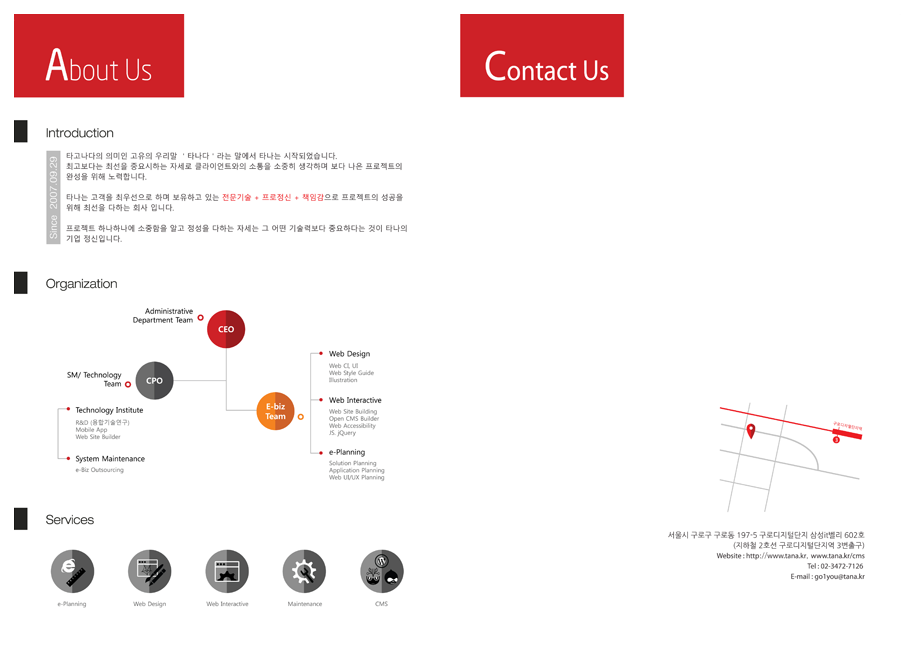 About Us
Introduction
Since 2007.09.29
타고나다의 의미인 고유의 우리말 ' 타나다 ' 라는 말에서 타나는 시작되었습니다.
최고보다는 최선을 중요시하는 자세로 클라이언트와의 소통을 소중히 생각하며 보다 나은 프로젝트의
완성을 위해 노력합니다.
타나는 고객을 최우선으로 하며 보유하고 있는 전문기술 + 프로정신 + 책임감으로 프로젝트의 성공을
위해 최선을 다하는 회사 입니다.
프로젝트 하나하나에 소중함을 알고 정성을 다하는 자세는 그 어떤 기술력보다 중요하다는 것이 타나의
기업 정신입니다.
Organization
Administrative
Department Team
CEO
SM/ Technology
Team
CPO
Technology Institute
R&D (융합기술연구)
Mobile App
Web Site Builder
System Maintenance
e-Biz Outsourcing
E-biz
Team
Web Design
Web CI, UI
Web Style Guide
Illustration
Web Interactive
Web Site Building
Open CMS Builder
Web Accessibility
JS. jQuery
e-Planning
Solution Planning
Application Planning
Web UI/UX Planning
Services
e-Planning
Web Design
Web Interactive
Maintenance
CMS
Contact Us
구로디지털단지역
3
서울시 구로구 구로동 197-5 구로디지털단지 삼성it밸리 602호
(지하철 2호선 구로디지털단지역 3번출구)
Website : http://www.tana.kr, www.tana.kr/cms
Tel : 02-3472-7126
E-mail : go1you@tana.kr